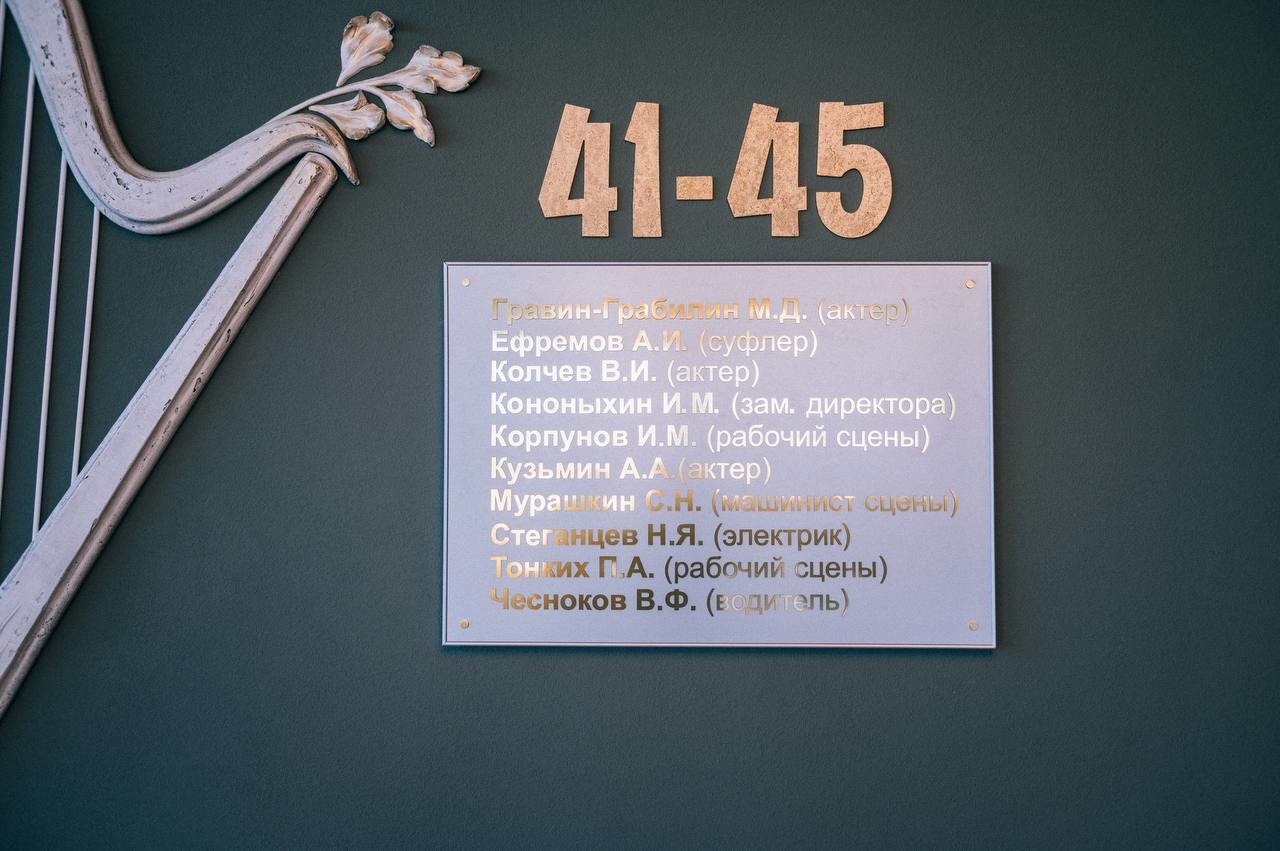 41-45
Гравин-Грабилин М.Д. (актер)
Ефремов А.И. (суфлер)
Колчев В.И. (актер)
Кононыхин И.М. (зам. директора)
Корпунов И.М. (рабочий сцены)
Кузьмин А.А.(актер)
Мурашкин С.Н. (машинист сцены)
Стеганцев Н.Я. (электрик)
Тонких П.А. (рабочий сцены)
Чесноков В.Ф. (водитель)